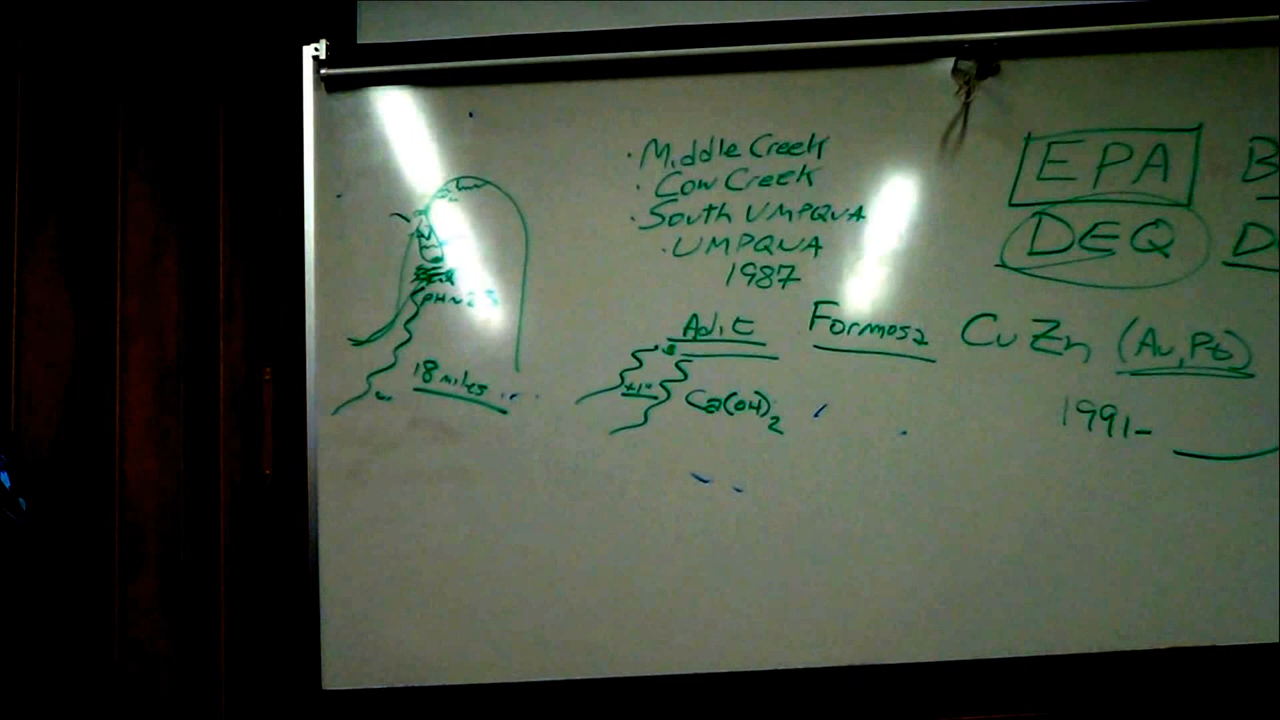 · Middle Creek
· Cow Creek
· South UMPQUA
· UMPQUA
1987
EPA
DEQ
B
D
18 miles
Adit
Formosa
Cu Zn (Au, Pt)
Ca(OH)2
1991-